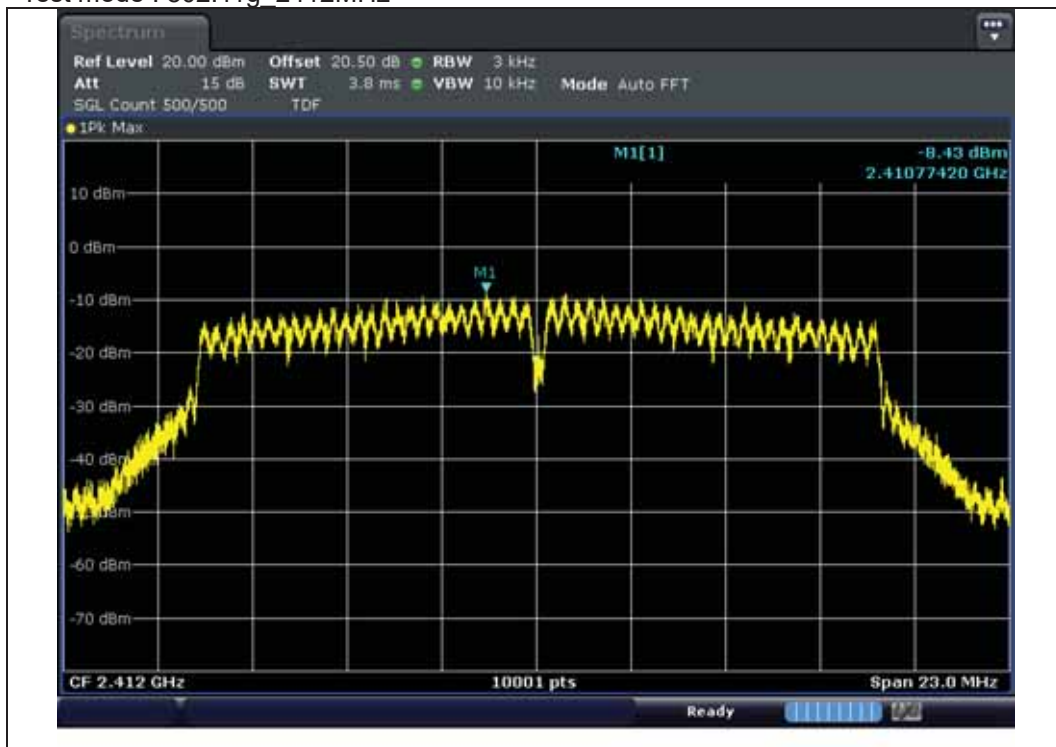 Spectrum
Ref Level 20.00 dBm Offset 20.50 dB RBW 3 kHz
Att 15 dB SWT 3.8 ms VBW 10 kHz Mode Auto FFT
SGL Count 500/500 TDF
1Pk Max
M1[1] -8.43 dBm
2.41077420 GHz
10 dBm
0 dBm
M1
-10 dBm
-20 dBm
-30 dBm
-40 dBm
-60 dBm
-70 dBm
CF 2.412 GHz 10001 pts Span 23.0 MHz
Ready